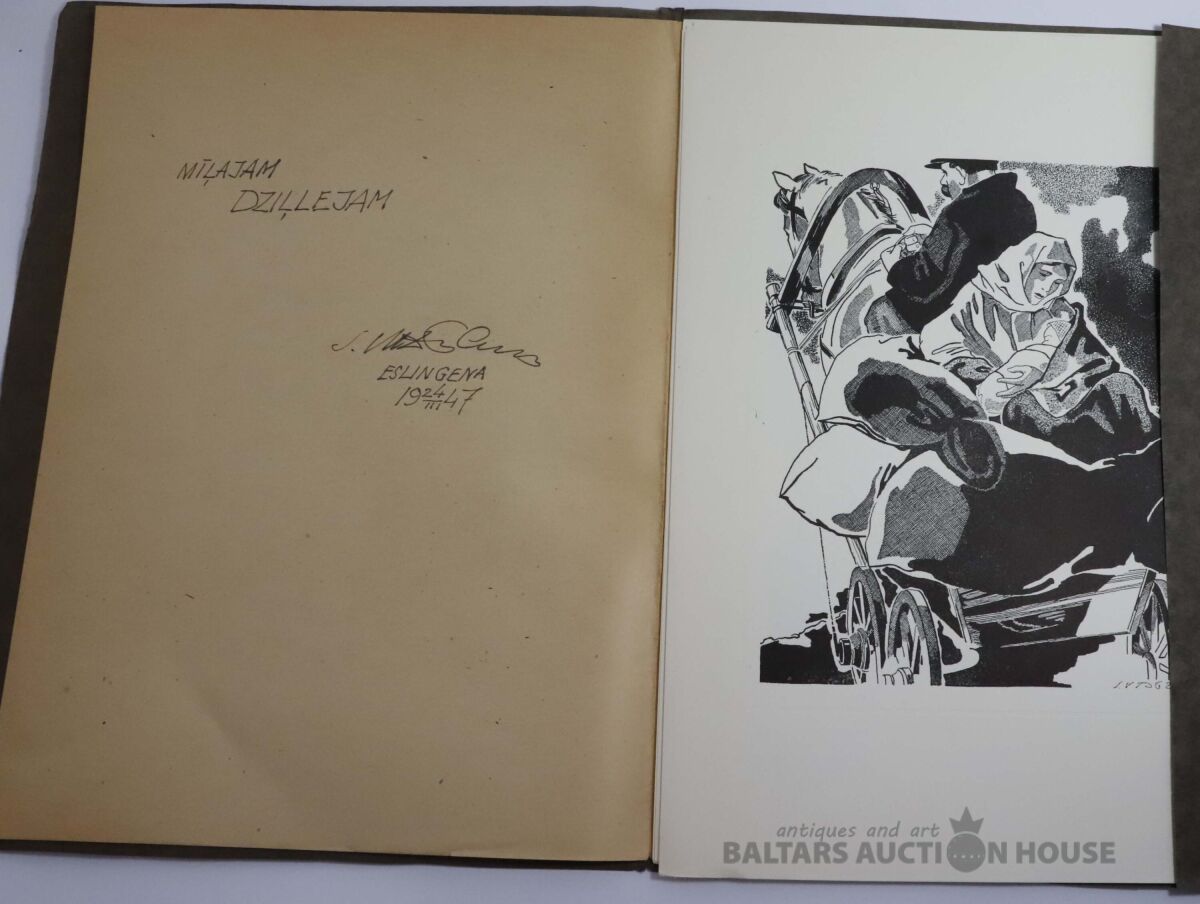 MĪĻAJAM
DZIĻLEJAM
ESLINGENA
19 24/III 47
antiques and art
BALTARS AUCTION HOUSE